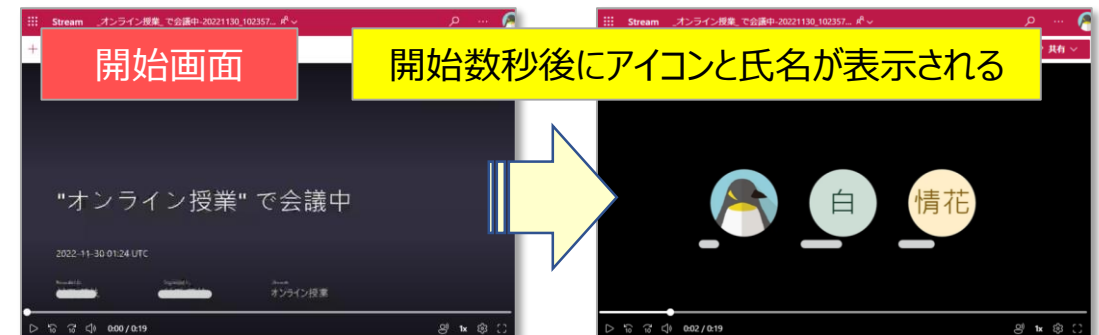 Stream _オンライン授業_ で会議中-20221130_102357...
開始画面
"オンライン授業" で会議中
2022-11-30 01:24 UTC
オンライン授業
0:00 / 0:19
1x
開始数秒後にアイコンと氏名が表示される
Stream _オンライン授業_ で会議中-20221130_102357...
共有
白
情花
0:02 / 0:19
1x